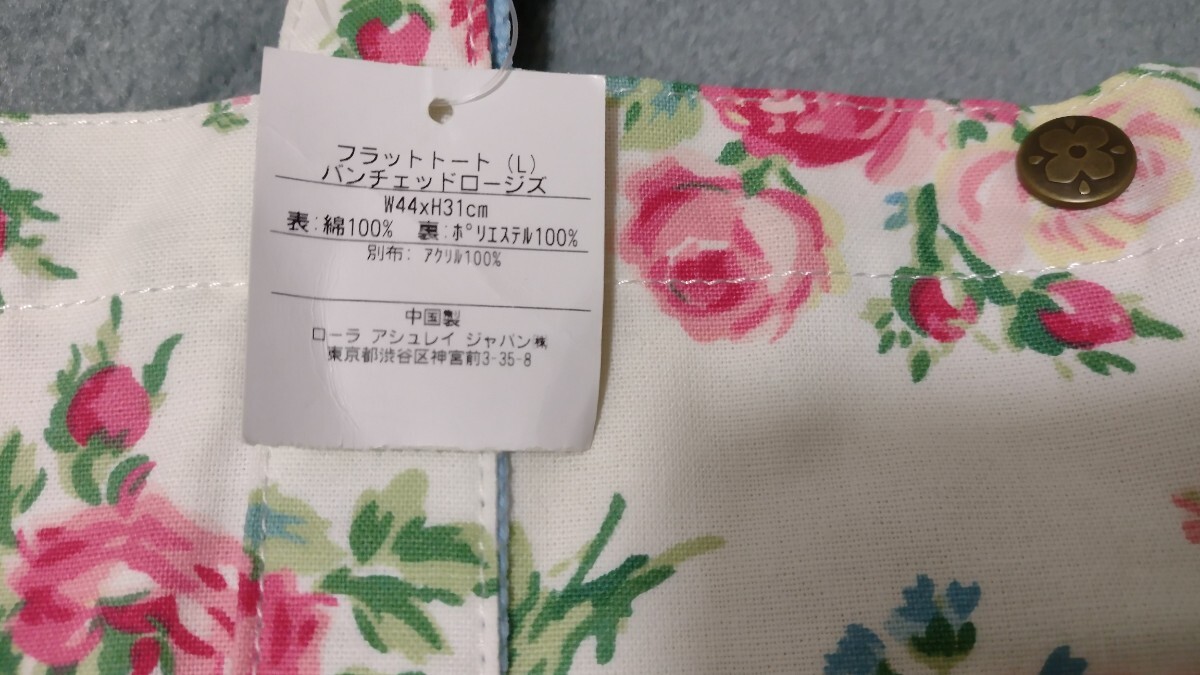 フラットトート (L)
バンチェッドロージズ
W44xH31cm
表:綿100% 裏:ポリエステル100%
別布: アクリル100%
中国製
ローラ アシュレイ ジャパン㈱
東京都渋谷区神宮前3-35-8